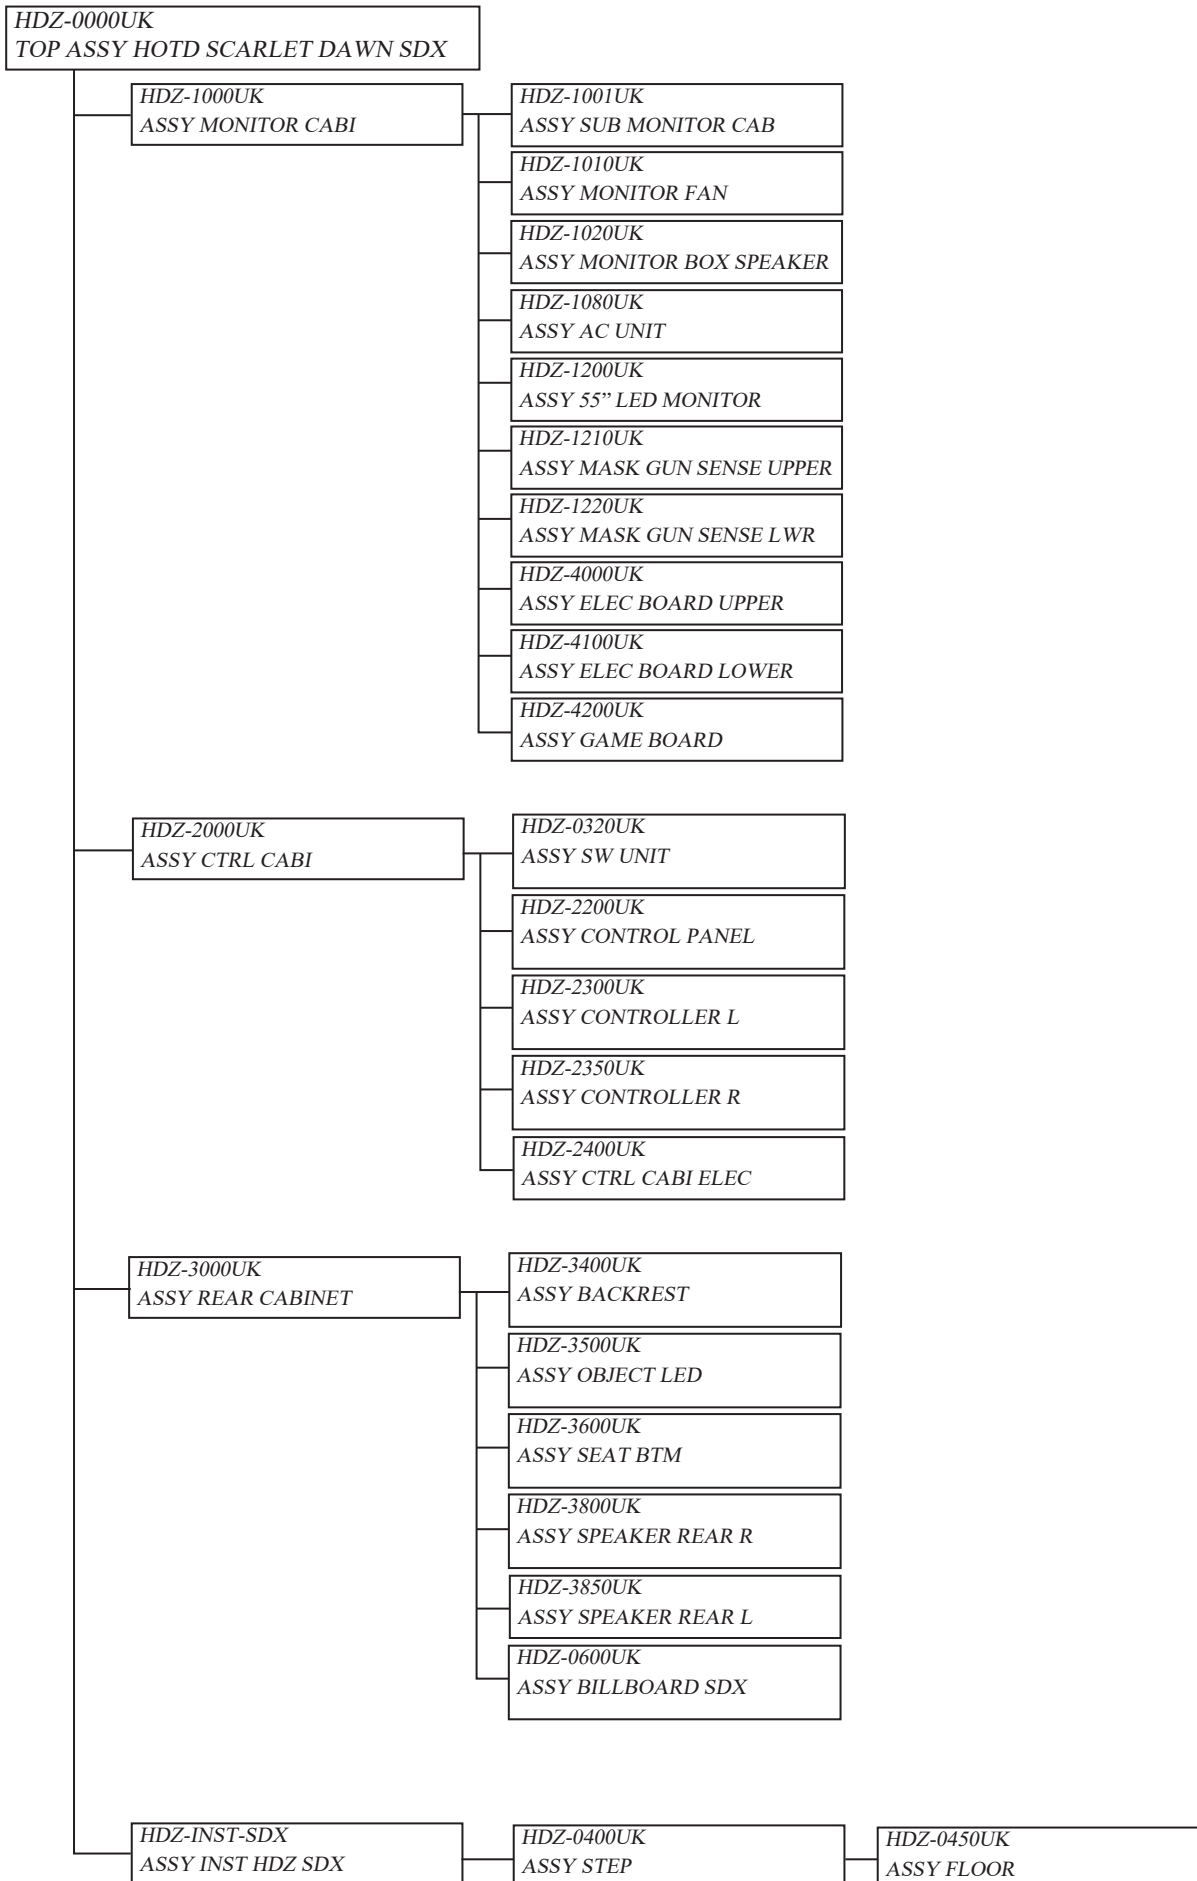 HDZ-0000UK
TOP ASSY HOTD SCARLET DAWN SDX
HDZ-1000UK
ASSY MONITOR CABI
HDZ-1001UK
ASSY SUB MONITOR CAB
HDZ-1010UK
ASSY MONITOR FAN
HDZ-1020UK
ASSY MONITOR BOX SPEAKER
HDZ-1080UK
ASSY AC UNIT
HDZ-1200UK
ASSY 55” LED MONITOR
HDZ-1210UK
ASSY MASK GUN SENSE UPPER
HDZ-1220UK
ASSY MASK GUN SENSE LWR
HDZ-4000UK
ASSY ELEC BOARD UPPER
HDZ-4100UK
ASSY ELEC BOARD LOWER
HDZ-4200UK
ASSY GAME BOARD
HDZ-2000UK
ASSY CTRL CABI
HDZ-0320UK
ASSY SW UNIT
HDZ-2200UK
ASSY CONTROL PANEL
HDZ-2300UK
ASSY CONTROLLER L
HDZ-2350UK
ASSY CONTROLLER R
HDZ-2400UK
ASSY CTRL CABI ELEC
HDZ-3000UK
ASSY REAR CABINET
HDZ-3400UK
ASSY BACKREST
HDZ-3500UK
ASSY OBJECT LED
HDZ-3600UK
ASSY SEAT BTM
HDZ-3800UK
ASSY SPEAKER REAR R
HDZ-3850UK
ASSY SPEAKER REAR L
HDZ-0600UK
ASSY BILLBOARD SDX
HDZ-INST-SDX
ASSY INST HDZ SDX
HDZ-0400UK
ASSY STEP
HDZ-0450UK
ASSY FLOOR